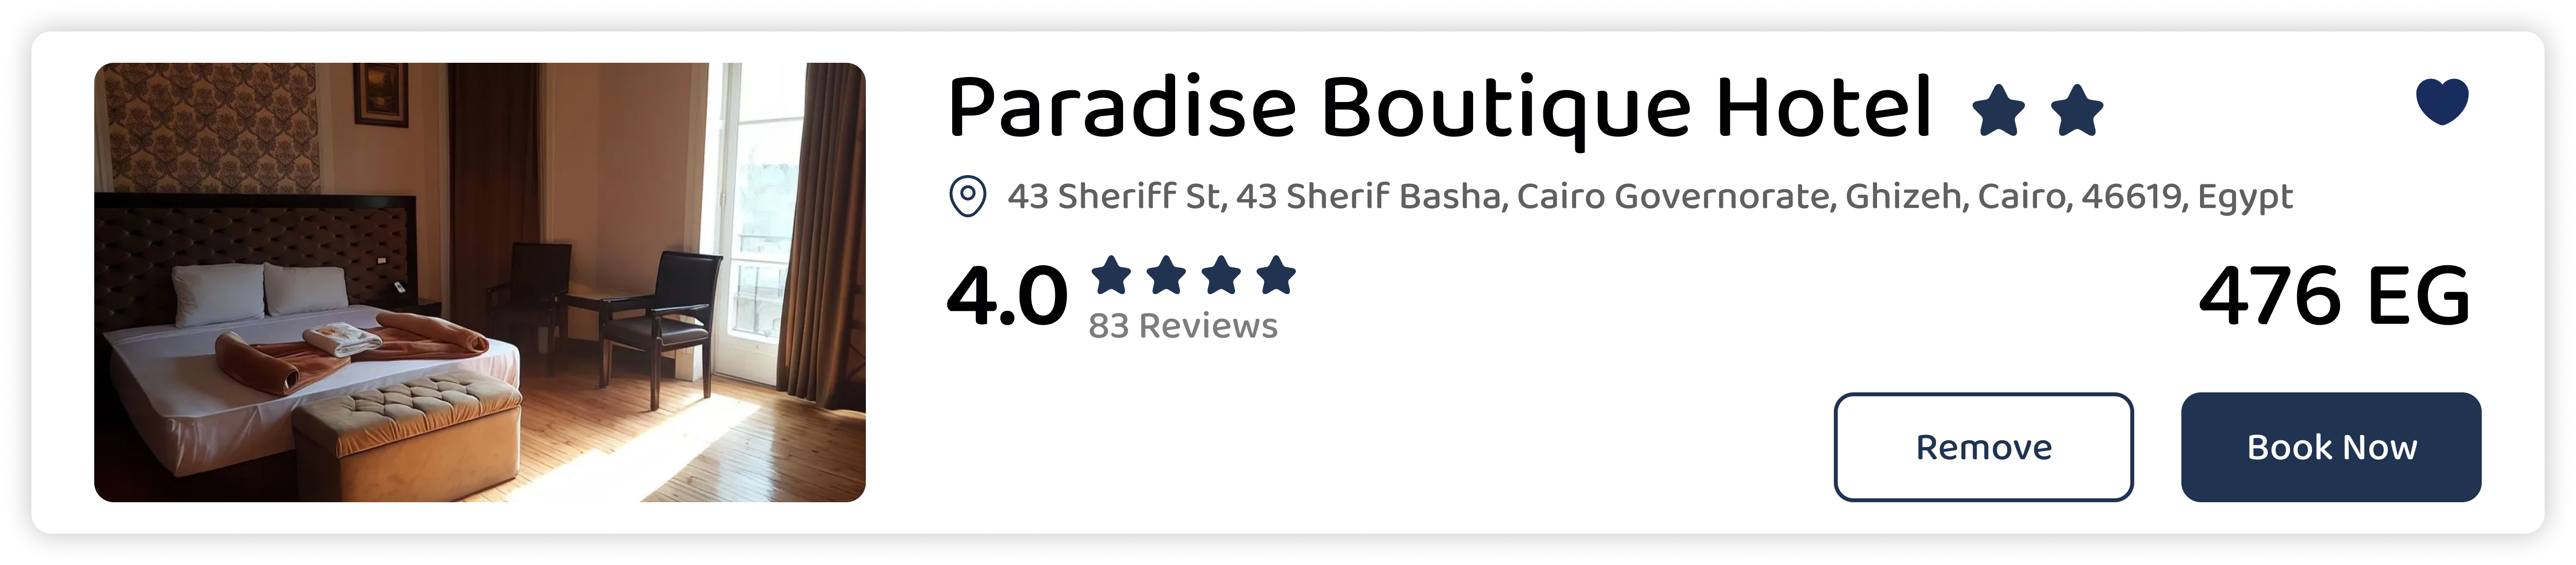 Paradise Boutique Hotel
43 Sheriff St, 43 Sherif Basha, Cairo Governorate, Ghizeh, Cairo, 46619, Egypt
4.0
83 Reviews
476 EG
Remove
Book Now